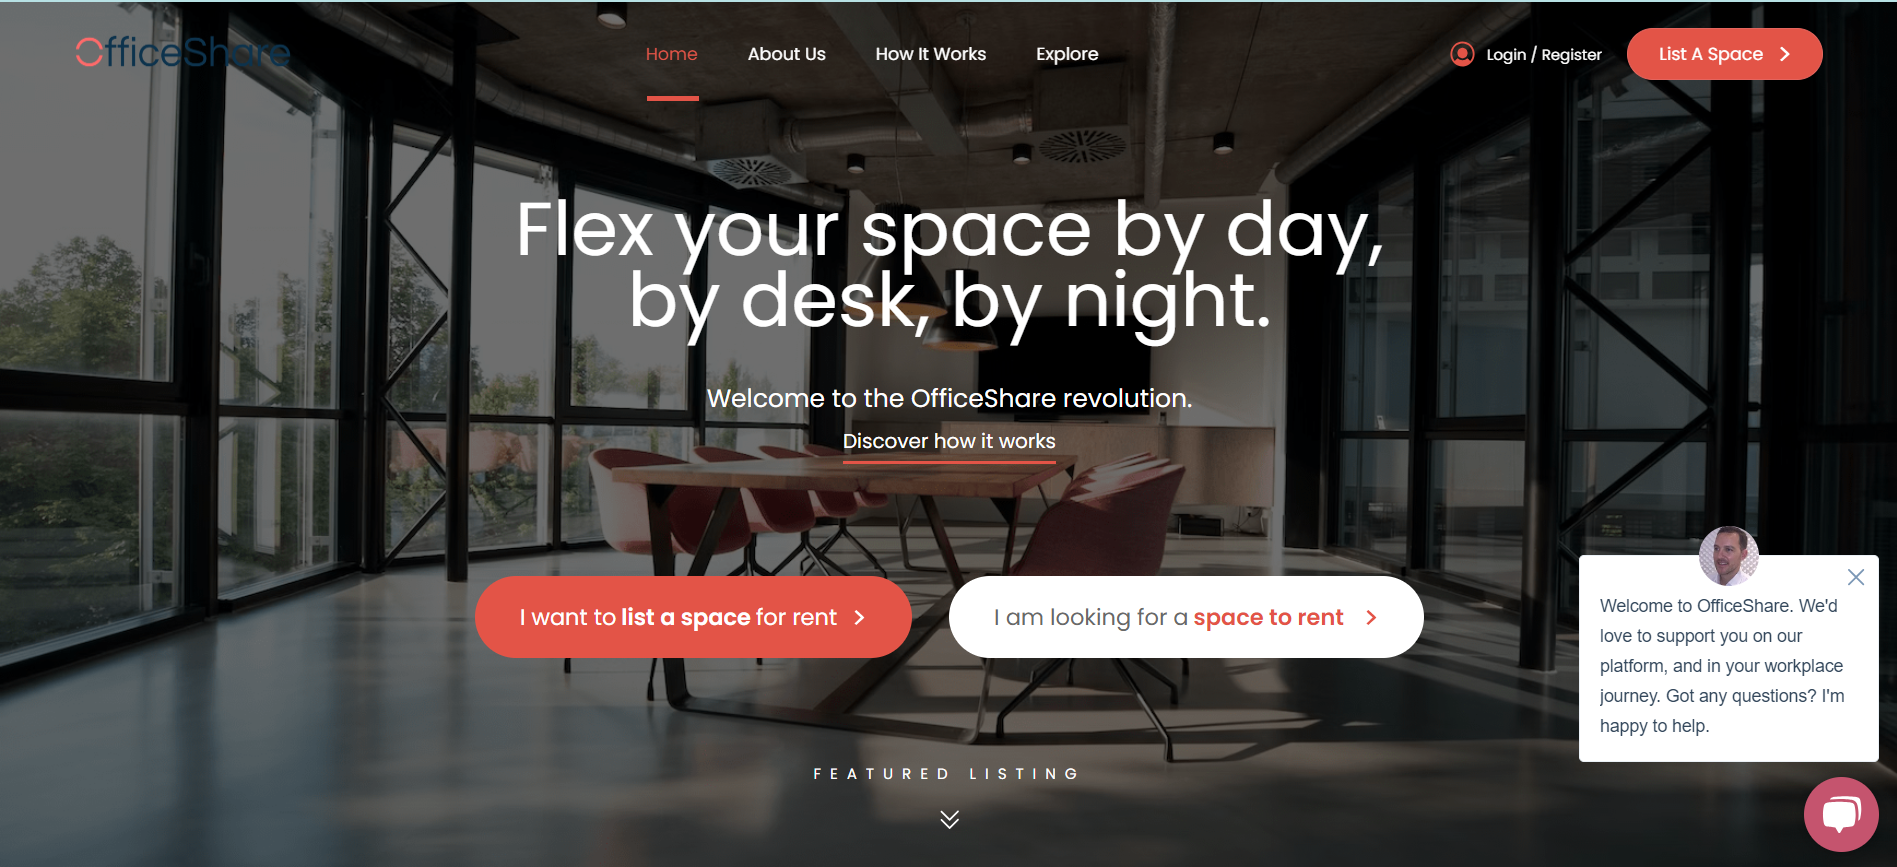 OfficeShare
Home
About Us
How It Works
Explore
Login / Register
List A Space
Flex your space by day,
by desk, by night.
Welcome to the OfficeShare revolution.
Discover how it works
I want to list a space for rent
I am looking for a space to rent
FEATURED LISTING
Welcome to OfficeShare. We'd
love to support you on our
platform, and in your workplace
journey. Got any questions? I'm
happy to help.